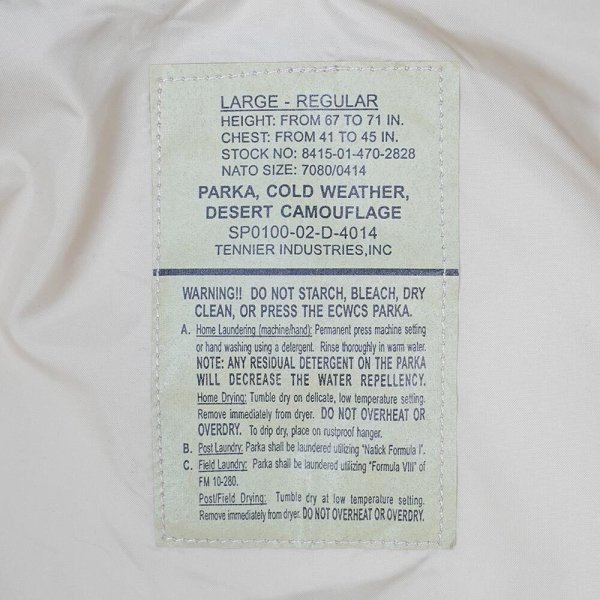 LARGE - REGULAR
HEIGHT: FROM 67 TO 71 IN.
CHEST: FROM 41 TO 45 IN.
STOCK NO: 8415-01-470-2828
NATO SIZE: 7080/0414
PARKA, COLD WEATHER,
DESERT CAMOUFLAGE
SP0100-02-D-4014
TENNIER INDUSTRIES,INC
WARNING!! DO NOT STARCH, BLEACH, DRY
CLEAN, OR PRESS THE ECWCS PARKA.
A. Home Laundering (machine/hand): Permanent press machine setting
or hand washing using a detergent. Rinse thoroughly in warm water.
NOTE: ANY RESIDUAL DETERGENT ON THE PARKA
WILL DECREASE THE WATER REPELLENCY.
Home Drying: Tumble dry on delicate, low temperature setting.
Remove immediately from dryer. DO NOT OVERHEAT OR
OVERDRY. To drip dry, place on rustproof hanger.
B. Post Laundry: Parka shall be laundered utilizing "Natick Formula I".
C. Field Laundry: Parka shall be laundered utilizing "Formula VIII" of
FM 10-280.
Post/Field Drying: Tumble dry at low temperature setting.
Remove immediately from dryer. DO NOT OVERHEAT OR OVERDRY.